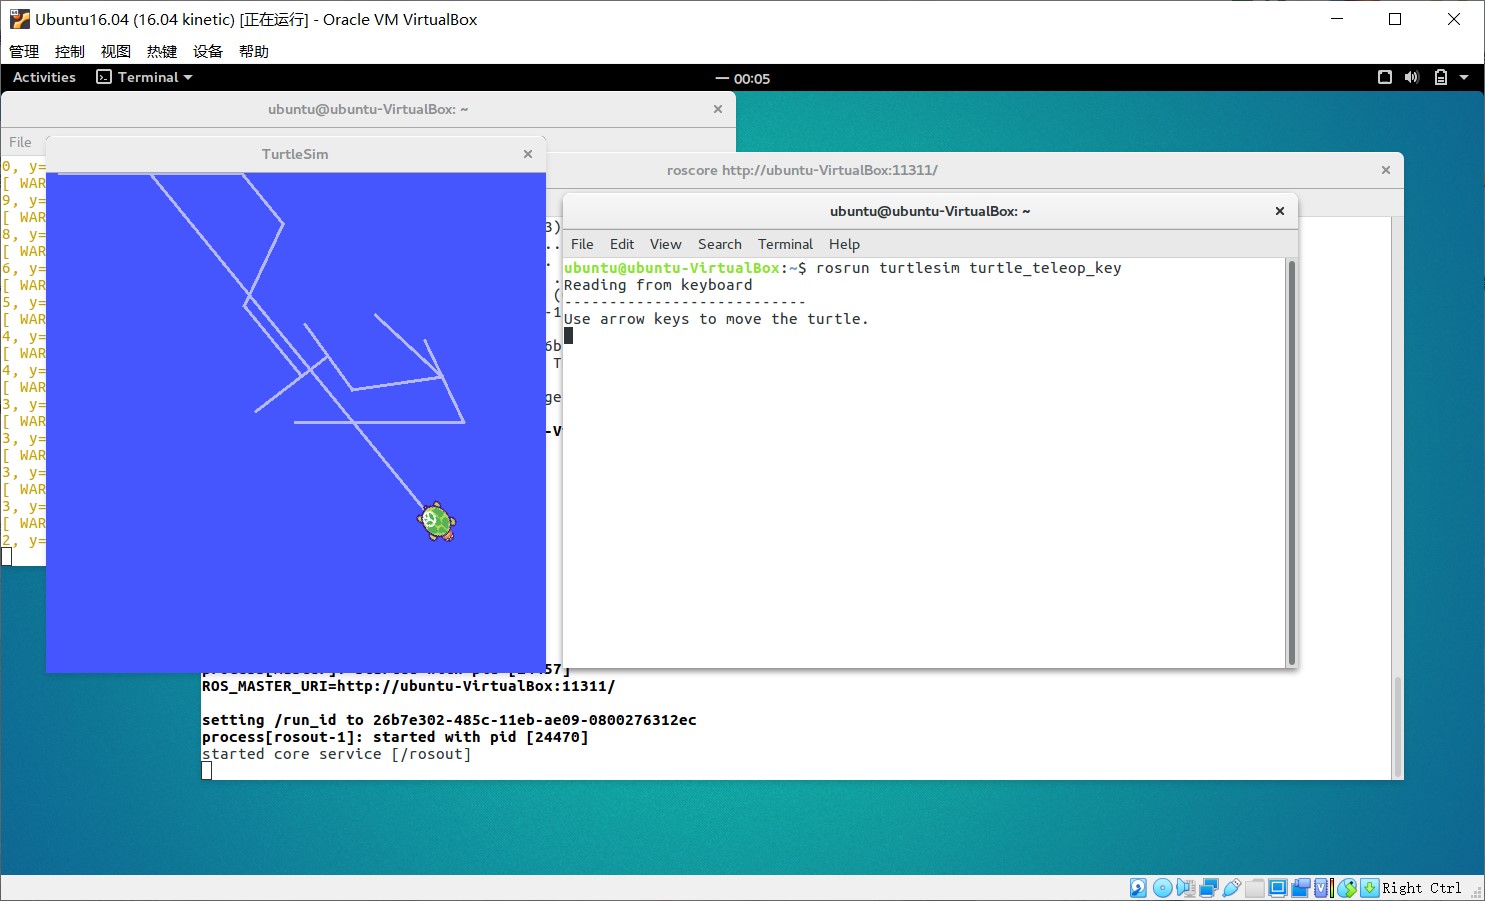 Ubuntu16.04 (16.04 kinetic) [正在运行] - Oracle VM VirtualBox
管理 控制 视图 热键 设备 帮助
Activities Terminal 00:05
ubuntu@ubuntu-VirtualBox: ~
File
0, y=
[ WAR
9, y=
[ WAR
8, y=
[ WAR
6, y=
[ WAR
5, y=
[ WAR
4, y=
[ WAR
4, y=
[ WAR
3, y=
[ WAR
3, y=
[ WAR
3, y=
[ WAR
3, y=
[ WAR
2, y=
TurtleSim
roscore http://ubuntu-VirtualBox:11311/
3)
..
.
.
(
-1
6b
T
ge
-V
57]
ROS_MASTER_URI=http://ubuntu-VirtualBox:11311/
setting /run_id to 26b7e302-485c-11eb-ae09-0800276312ec
process[rosout-1]: started with pid [24470]
started core service [/rosout]
ubuntu@ubuntu-VirtualBox: ~
File Edit View Search Terminal Help
ubuntu@ubuntu-VirtualBox:~$ rosrun turtlesim turtle_teleop_key
Reading from keyboard
---------------------------
Use arrow keys to move the turtle.
Right Ctrl